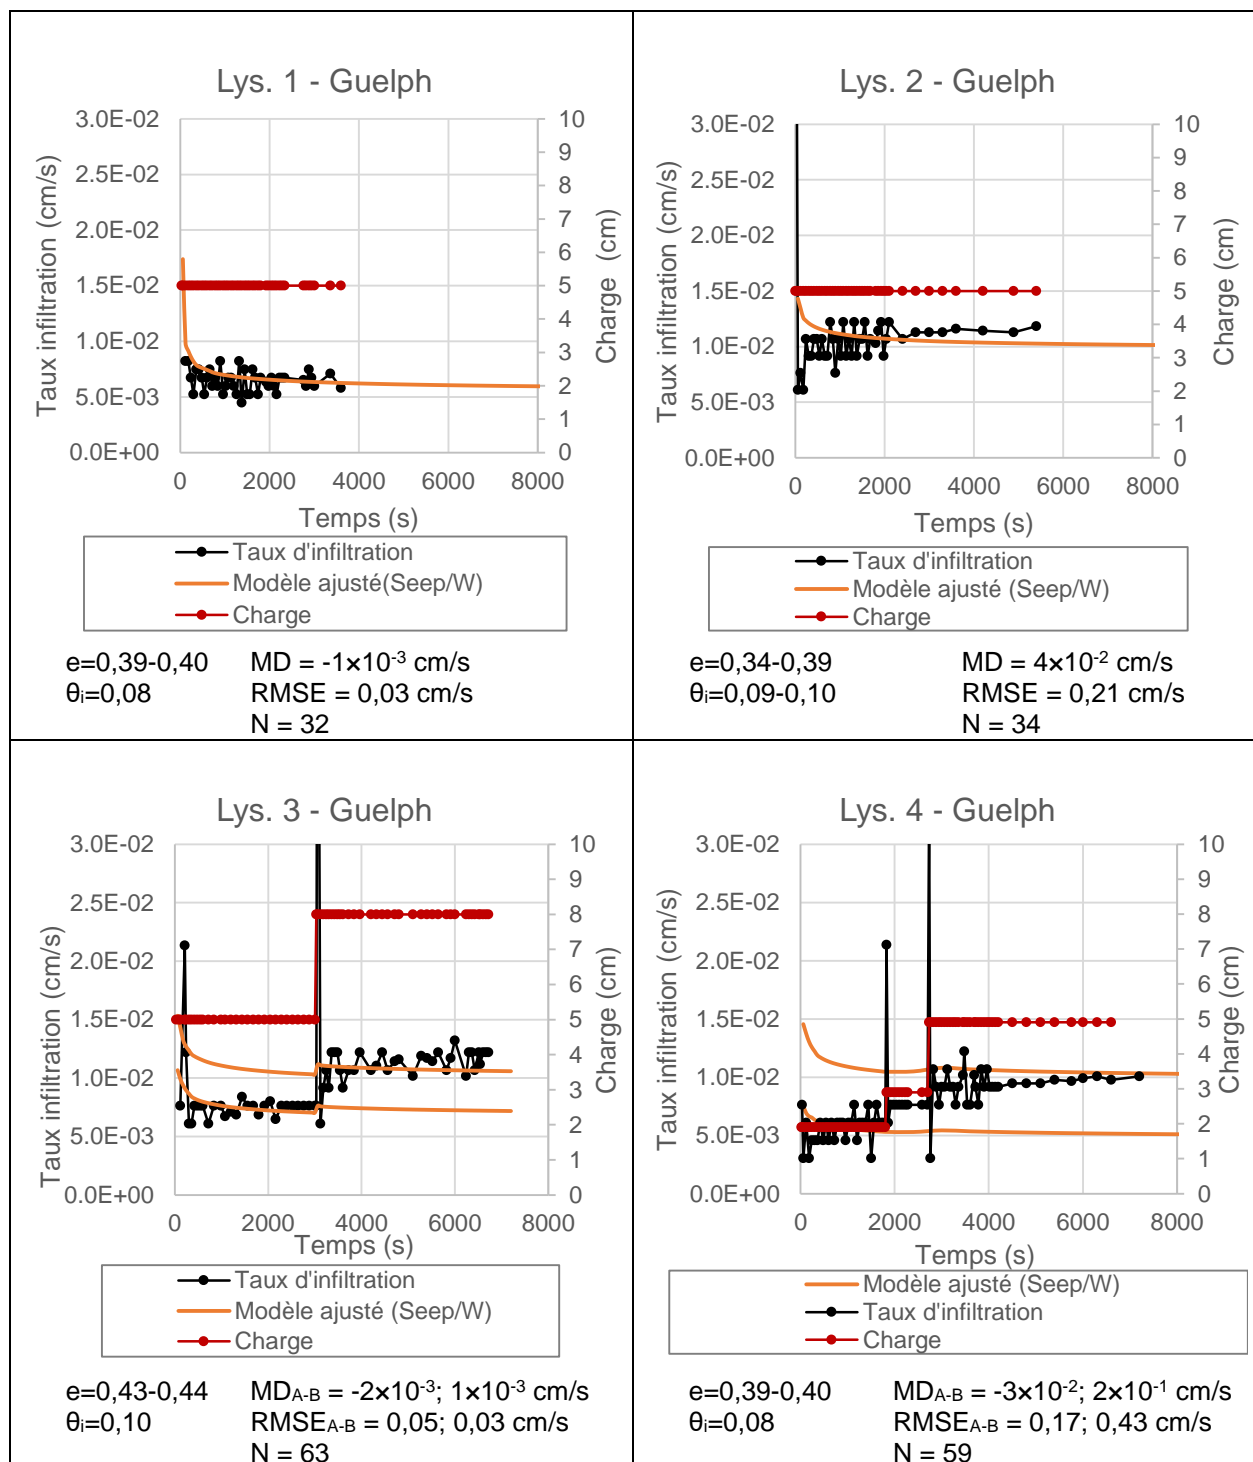 Lys. 1 - Guelph
Taux infiltration (cm/s)
3.0E-02
2.5E-02
2.0E-02
1.5E-02
1.0E-02
5.0E-03
0.0E+00
10
9
8
7
6
5
4
3
2
1
0
Charge (cm)
0 2000 4000 6000 8000
Temps (s)
Taux d'infiltration
Modèle ajusté(Seep/W)
Charge
e=0,39-0,40 MD = -1×10⁻³ cm/s
θᵢ=0,08 RMSE = 0,03 cm/s
N = 32
Lys. 2 - Guelph
Taux infiltration (cm/s)
3.0E-02
2.5E-02
2.0E-02
1.5E-02
1.0E-02
5.0E-03
0.0E+00
10
9
8
7
6
5
4
3
2
1
0
Charge (cm)
0 2000 4000 6000 8000
Temps (s)
Taux d'infiltration
Modèle ajusté (Seep/W)
Charge
e=0,34-0,39 MD = 4×10⁻² cm/s
θᵢ=0,09-0,10 RMSE = 0,21 cm/s
N = 34
Lys. 3 - Guelph
Taux infiltration (cm/s)
3.0E-02
2.5E-02
2.0E-02
1.5E-02
1.0E-02
5.0E-03
0.0E+00
10
9
8
7
6
5
4
3
2
1
0
Charge (cm)
0 2000 4000 6000 8000
Temps (s)
Taux d'infiltration
Modèle ajusté (Seep/W)
Charge
e=0,43-0,44 MD_A-B = -2×10⁻³; 1×10⁻³ cm/s
θᵢ=0,10 RMSE_A-B = 0,05; 0,03 cm/s
N = 63
Lys. 4 - Guelph
Taux infiltration (cm/s)
3.0E-02
2.5E-02
2.0E-02
1.5E-02
1.0E-02
5.0E-03
0.0E+00
10
9
8
7
6
5
4
3
2
1
0
Charge (cm)
0 2000 4000 6000 8000
Temps (s)
Modèle ajusté (Seep/W)
Taux d'infiltration
Charge
e=0,39-0,40 MD_A-B = -3×10⁻²; 2×10⁻¹ cm/s
θᵢ=0,08 RMSE_A-B = 0,17; 0,43 cm/s
N = 59